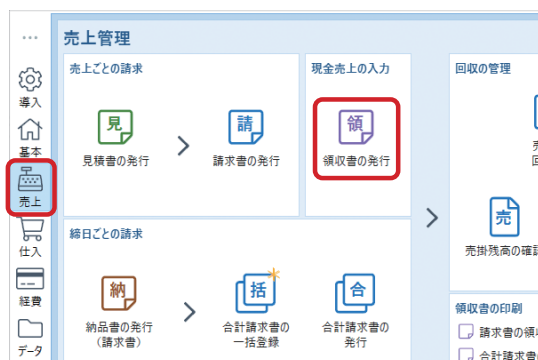 …
導入
基本
売上
仕入
経費
データ
売上管理
売上ごとの請求
見
見積書の発行
請
請求書の発行
現金売上の入力
領
領収書の発行
締日ごとの請求
納
納品書の発行
(請求書)
括
合計請求書の
一括登録
合
合計請求書の
発行
回収の管理
売
売掛残高の確認
領収書の印刷
請求書の領収
合計請求書